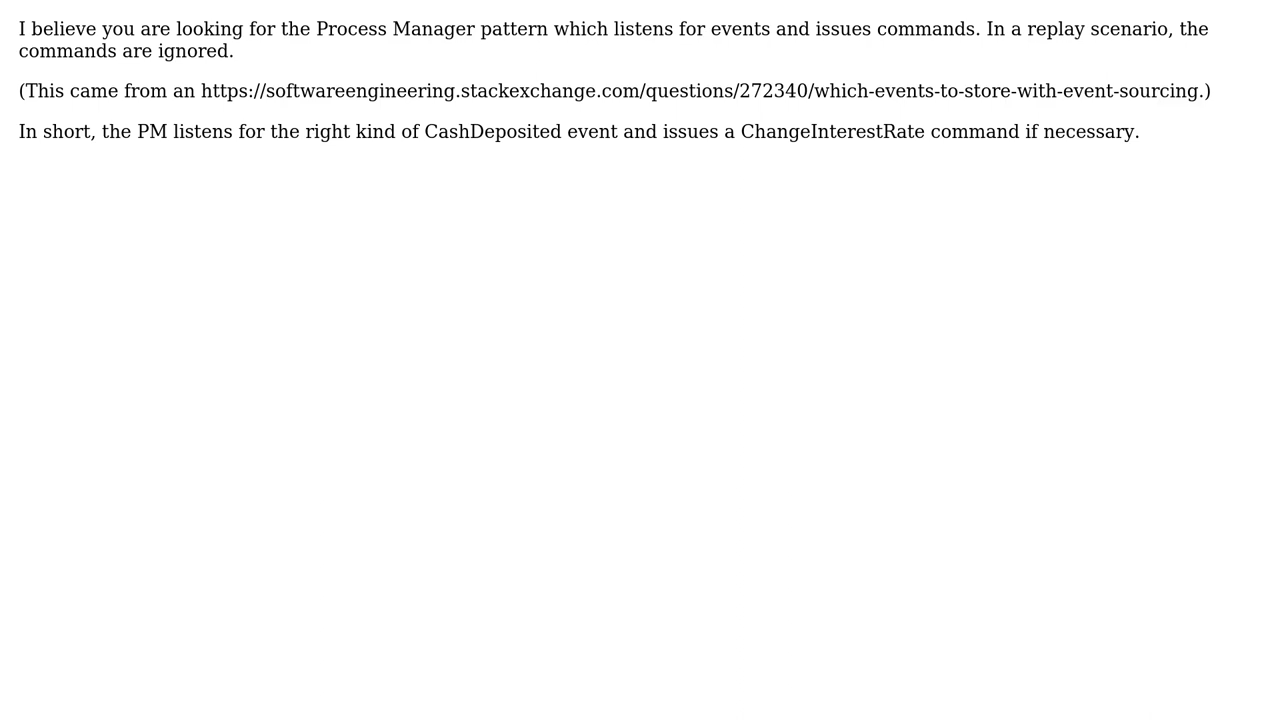 I believe you are looking for the Process Manager pattern which listens for events and issues commands. In a replay scenario, the
commands are ignored.
(This came from an https://softwareengineering.stackexchange.com/questions/272340/which-events-to-store-with-event-sourcing.)
In short, the PM listens for the right kind of CashDeposited event and issues a ChangeInterestRate command if necessary.